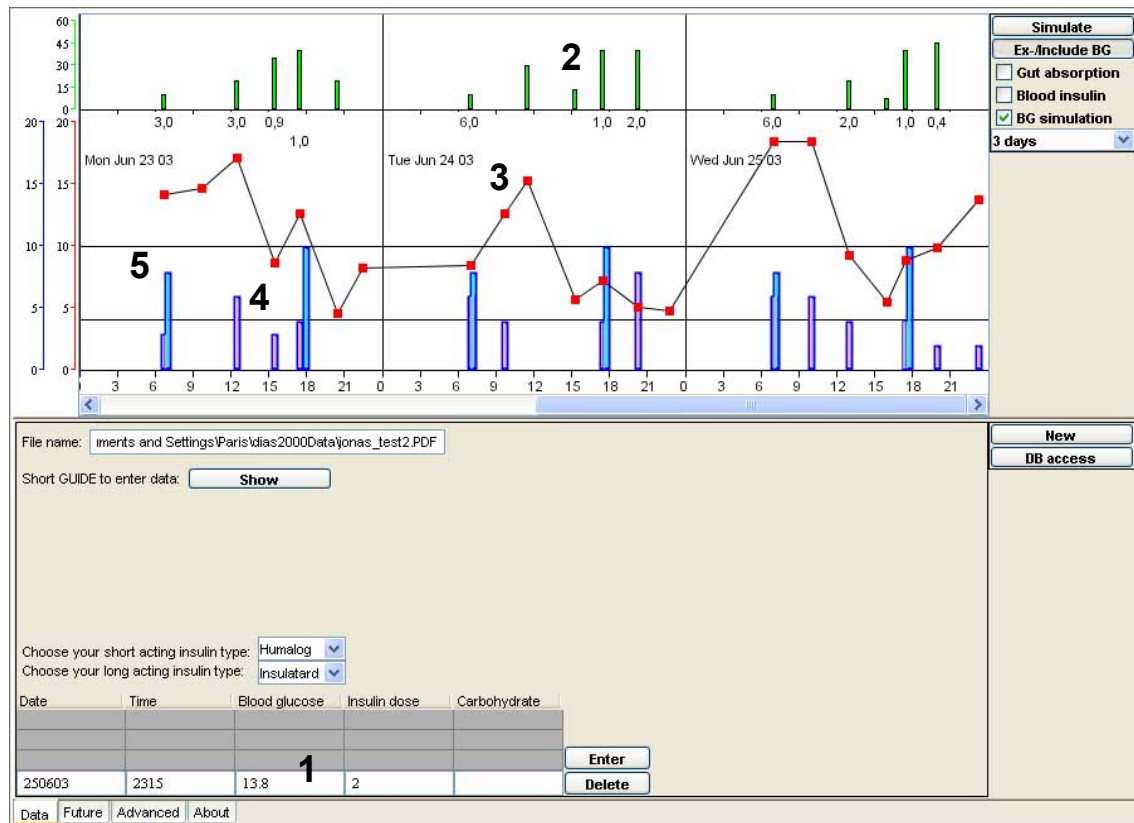 60
45
30
15
0
2
3,0 3,0 0,9 6,0 1,0 2,0 6,0 2,0 1,0 0,4
1,0
20 20
Mon Jun 23 03 Tue Jun 24 03 Wed Jun 25 03
15 15
3
10 10
5
4
5 5
0 0
3 6 9 12 15 18 21 0 3 6 9 12 15 18 21 0 3 6 9 12 15 18 21
Simulate
Ex-/Include BG
Gut absorption
Blood insulin
BG simulation
3 days
File name: iments and Settings\Paris\dias2000Data\jonas_test2.PDF
New
DB access
Short GUIDE to enter data: Show
Choose your short acting insulin type: Humalog
Choose your long acting insulin type: Insulatard
Date Time Blood glucose Insulin dose Carbohydrate
Enter
1
250603 2315 13.8 2
Delete
Data Future Advanced About